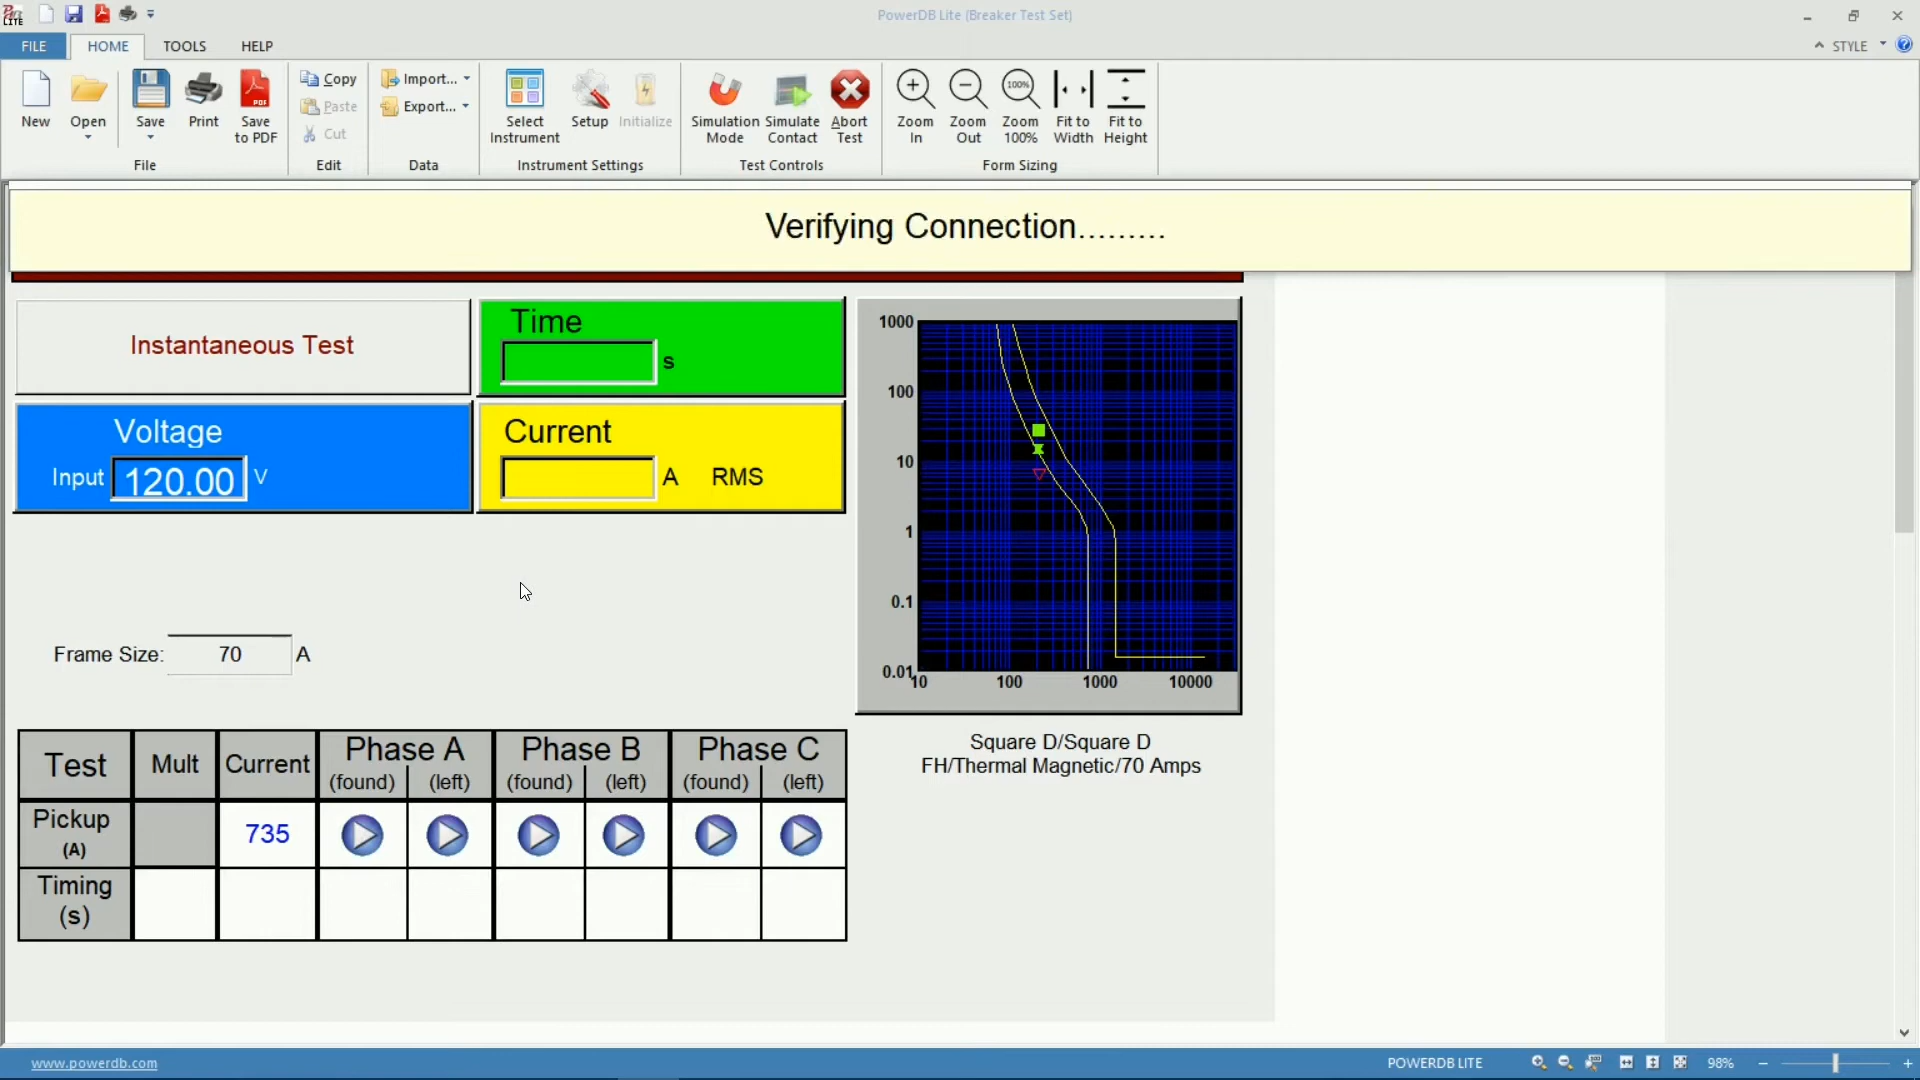 PowerDB Lite (Breaker Test Set)
FILE HOME TOOLS HELP STYLE
New Open Save Print Save to PDF
Copy
Paste
Cut
Import...
Export...
Select Instrument Setup Initialize
Simulation Mode Simulate Contact Abort Test
Zoom In Zoom Out Zoom 100% Fit to Width Fit to Height
File Edit Data Instrument Settings Test Controls Form Sizing
Verifying Connection.........
Instantaneous Test
Time
s
Voltage
Input 120.00 V
Current
A RMS
Frame Size: 70 A
1000
100
10
1
0.1
0.01
10 100 1000 10000
Square D/Square D
FH/Thermal Magnetic/70 Amps
Test Mult Current Phase A Phase B Phase C
(found) (left) (found) (left) (found) (left)
Pickup (A) 735
Timing (s)
www.powerdb.com POWERDB LITE 98%